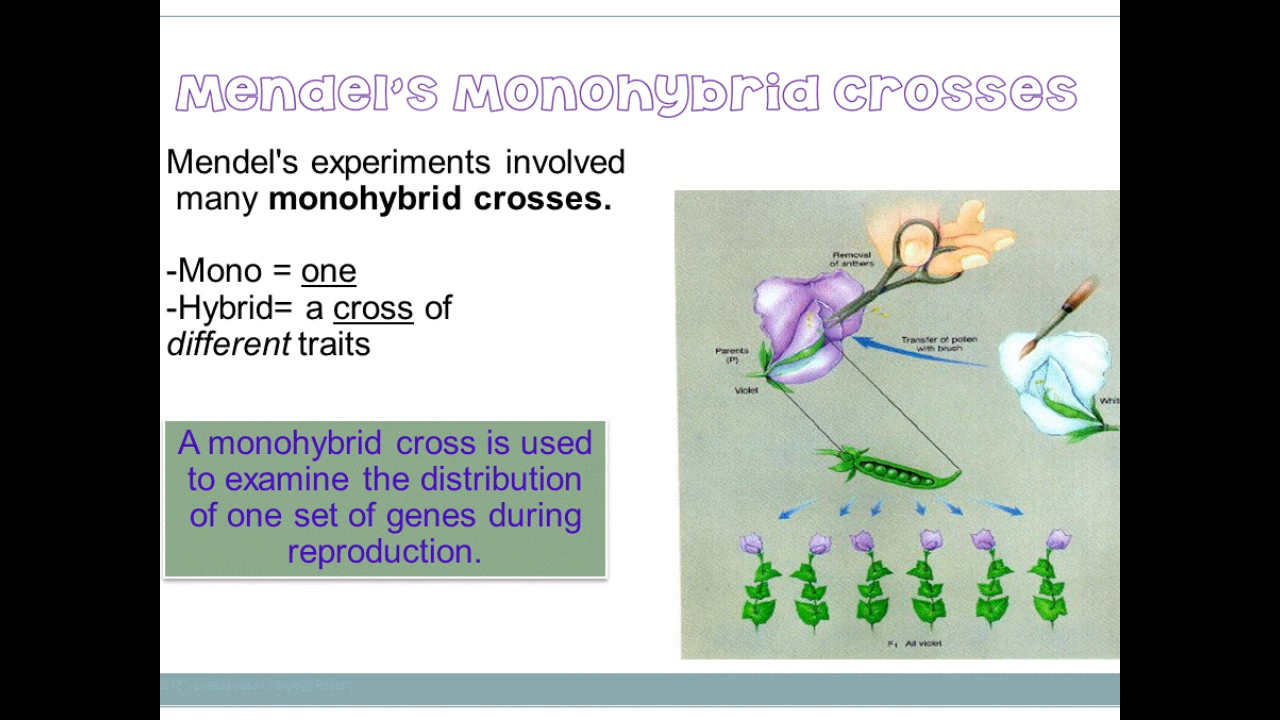 Mendel's Monohybrid Crosses
Mendel's experiments involved
many monohybrid crosses.
-Mono = one
-Hybrid= a cross of
different traits
A monohybrid cross is used
to examine the distribution
of one set of genes during
reproduction.
Removal
of anthers
Transfer of pollen
with brush
Parents
(P)
Violet
Whit
F1 All violet